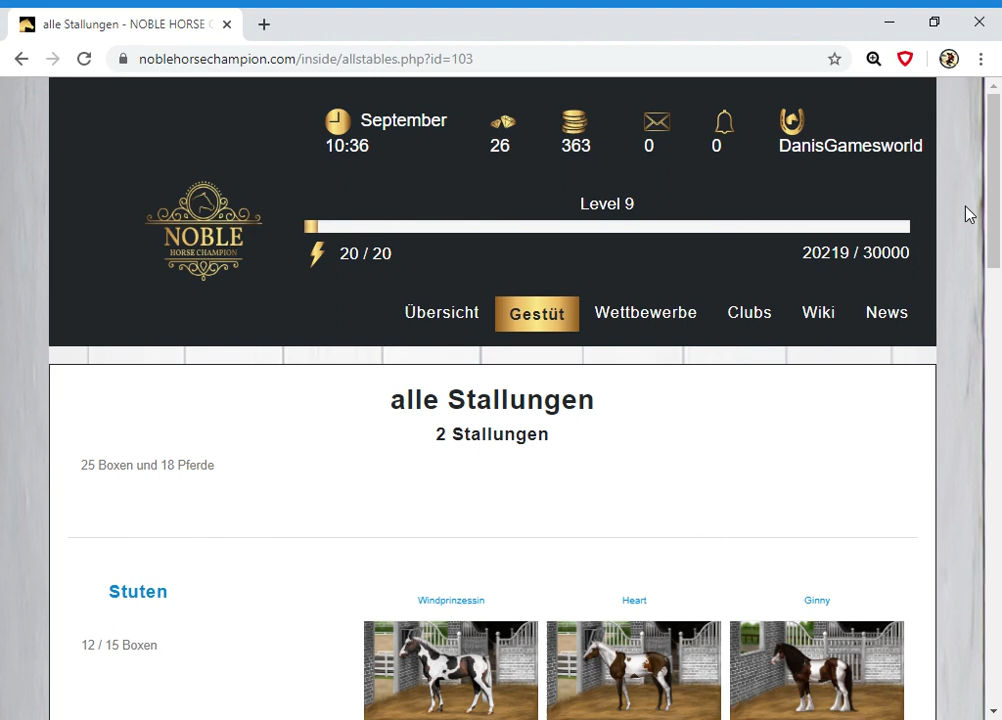 alle Stallungen - NOBLE HORSE C
noblehorsechampion.com/inside/allstables.php?id=103
September
10:36
26
363
0
0
DanisGamesworld
NOBLE
HORSE CHAMPION
Level 9
20 / 20
20219 / 30000
Übersicht
Gestüt
Wettbewerbe
Clubs
Wiki
News
alle Stallungen
2 Stallungen
25 Boxen und 18 Pferde
Stuten
Windprinzessin
Heart
Ginny
12 / 15 Boxen